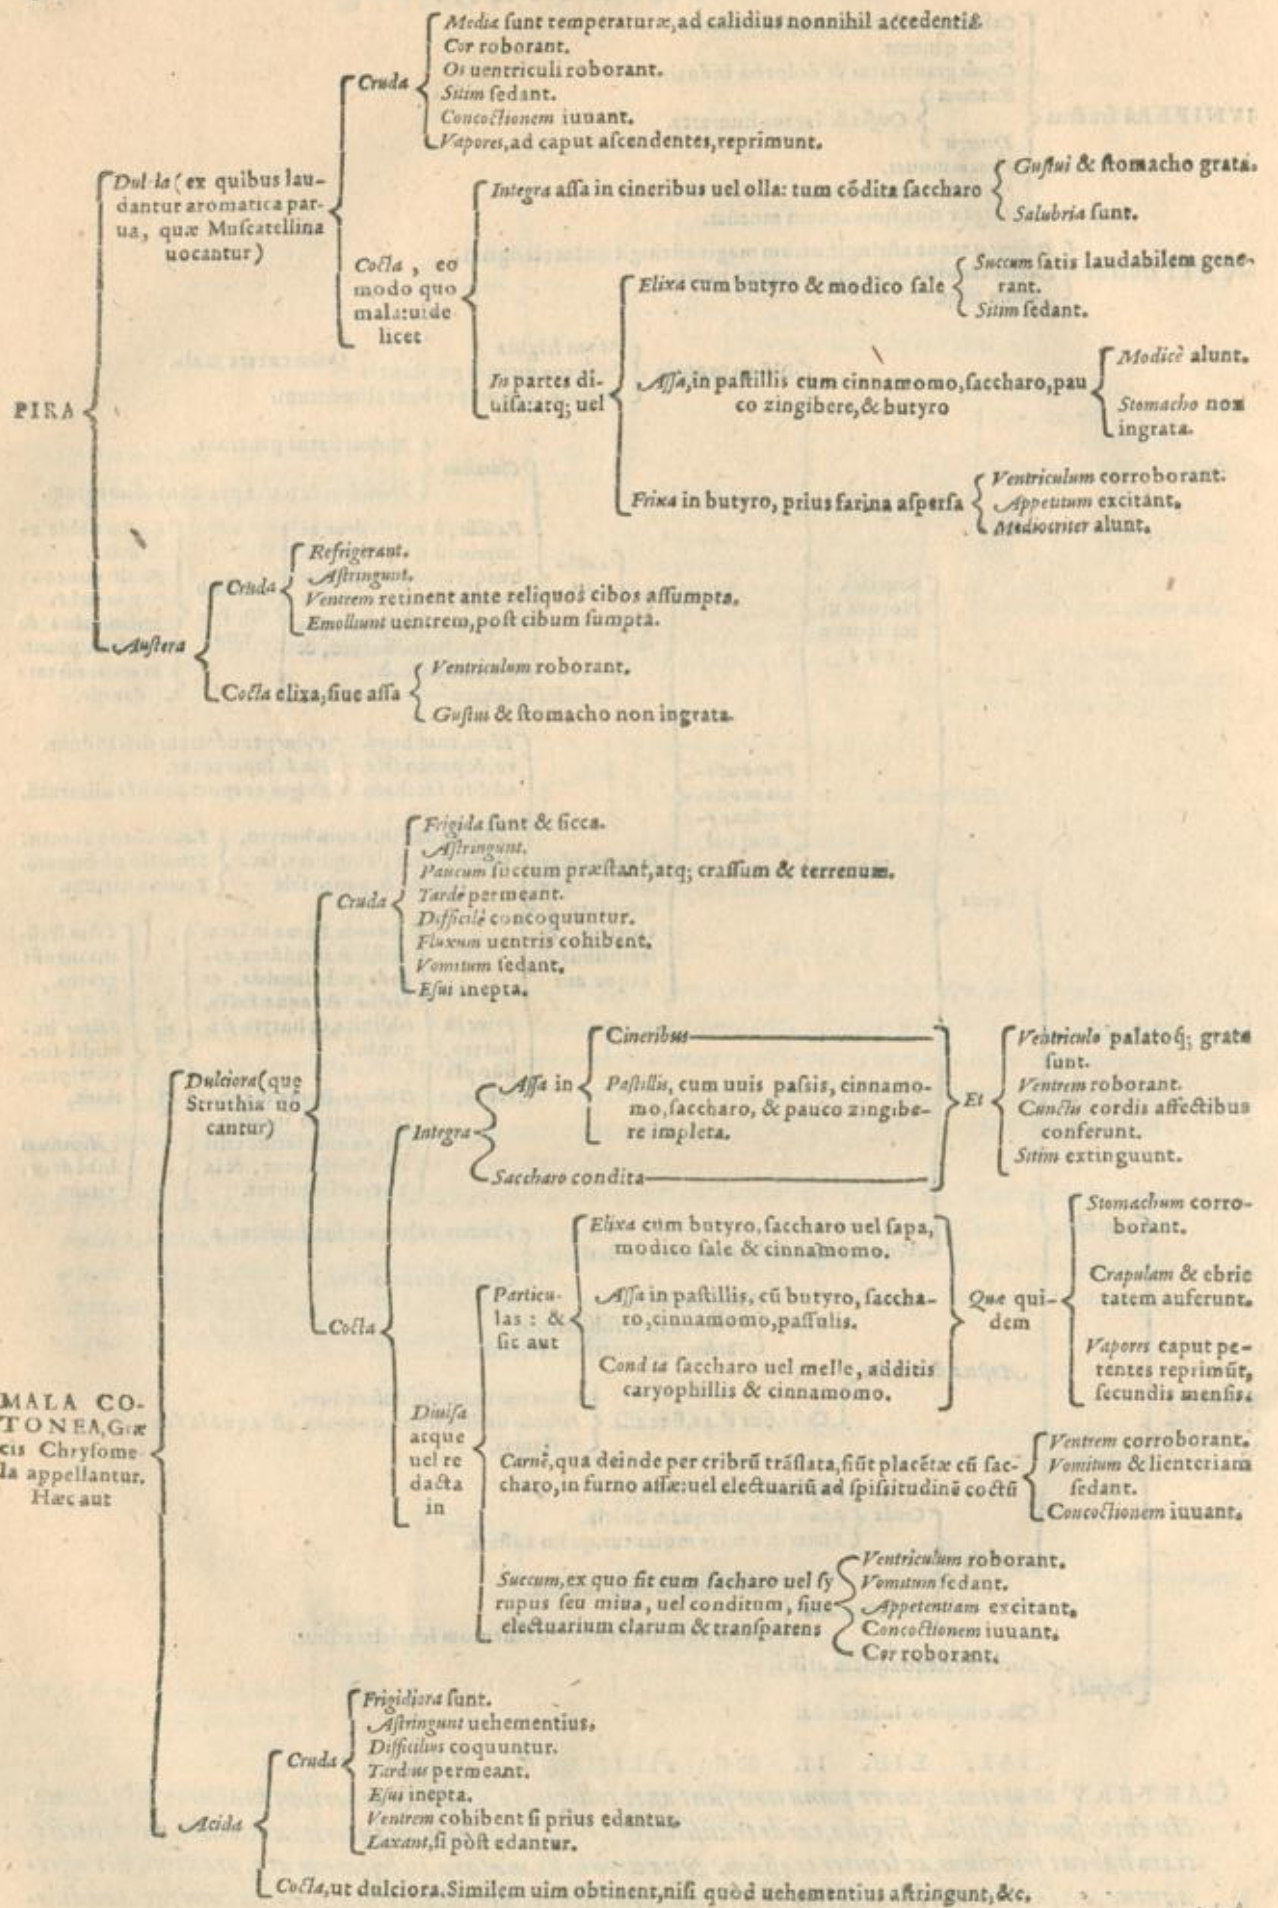 Mediæ ſunt temperaturæ, ad calidius nonnihil accedentis.
Cor roborant.
Os uentriculi roborant.
Cruda
Sitim ſedant.
Concoctionem iuuant.
Vapores, ad caput aſcendentes, reprimunt.
Dulcia (ex quibus lau-
dantur aromatica par-
ua, quæ Muſcatellina
uocantur)
Integra aſſa in cineribus uel olla: tum cōdita ſaccharo
Guſtui & ſtomacho grata.
Salubria ſunt.
Cocta, eo
modo quo
mala: uide
licet
Elixa cum butyro & modico ſale
Succum ſatis laudabilem gene-
rant.
Sitim ſedant.
In partes di-
uiſa: atq; uel
Aſſa, in paſtillis cum cinnamomo, ſaccharo, pau
co zingibere, & butyro
Modicè alunt.
Stomacho non
ingrata.
PIRA
Frixa in butyro, prius farina aſperſa
Ventriculum corroborant.
Appetitum excitant.
Mediocriter alunt.
Refrigerant.
Aſtringunt.
Cruda
Ventrem retinent ante reliquos cibos aſſumpta.
Emolliunt uentrem, poſt cibum ſumpta.
Auſtera
Cocta elixa, ſiue aſſa
Ventriculum roborant.
Guſtui & ſtomacho non ingrata.
Frigida ſunt & ſicca.
Aſtringunt.
Paucum ſuccum præſtant, atq; craſſum & terrenum.
Cruda
Tardè permeant.
Difficilè concoquuntur.
Fluxum uentris cohibent.
Vomitum ſedant.
Eſui inepta.
Dulciora (quę
Struthia uo
cantur)
Integra
Aſſa in
Cineribus
Paſtillis, cum uuis paſsis, cinnamo-
mo, ſaccharo, & pauco zingibe-
re impleta.
Saccharo condita
Et
Ventriculo palatoq́; grata
ſunt.
Ventrem roborant.
Cunctis cordis affectibus
conferunt.
Sitim extinguunt.
Cocta
Particu-
las: &
ſic aut
Elixa cum butyro, ſaccharo uel ſapa,
modico ſale & cinnamomo.
Aſſa in paſtillis, cū butyro, ſaccha-
ro, cinnamomo, paſſulis.
Condita ſaccharo uel melle, additis
caryophillis & cinnamomo.
Quæ qui-
dem
Stomachum corro-
borant.
Crapulam & ebrie
tatem auferunt.
Vapores caput pe-
tentes reprimūt,
ſecundis menſis.
MALA CO-
TONEA, Græ
cis Chryſome-
la appellantur.
Hæc aut
Diuiſa
atque
uel re
dacta
in
Carnē, qua deinde per cribrū trāſlata, fiūt placētæ cū ſac-
charo, in furno aſſæ: uel electuariū ad ſpiſsitudinē coctū
Ventrem corroborant.
Vomitum & lienteriam
ſedant.
Concoctionem iuuant.
Succum, ex quo fit cum ſacharo uel ſy
rupus ſeu miua, uel conditum, ſiue
electuarium clarum & tranſparens
Ventriculum roborant.
Vomitum ſedant.
Appetentiam excitant.
Concoctionem iuuant.
Cor roborant.
Frigidiora ſunt.
Aſtringunt uehementius.
Difficilius coquuntur.
Cruda
Tardius permeant.
Eſui inepta.
Ventrem cohibent ſi prius edantur.
Laxant, ſi pòſt edantur.
Acida
Cocta, ut dulciora. Similem uim obtinent, niſi quòd uehementius aſtringunt, &c.